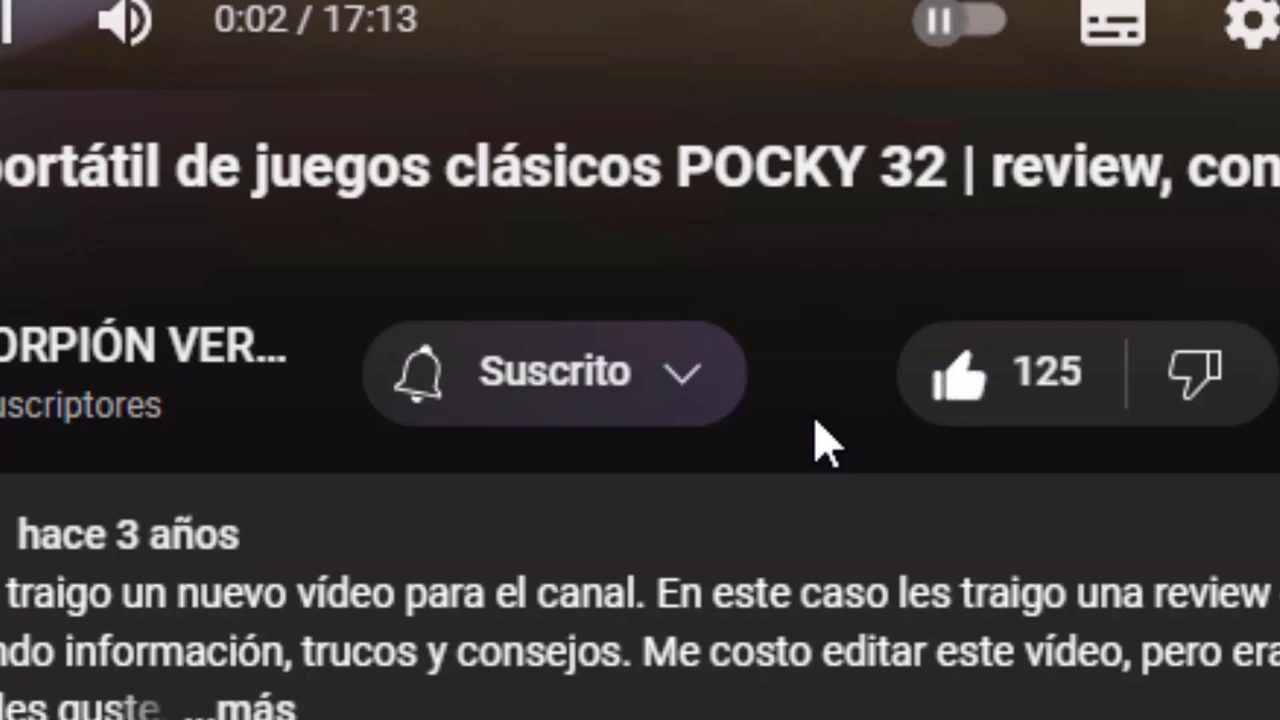 0:02 / 17:13
portátil de juegos clásicos POCKY 32 | review, con
ORPIÓN VER...
Suscrito
125
uscriptores
hace 3 años
traigo un nuevo vídeo para el canal. En este caso les traigo una review
ndo información, trucos y consejos. Me costo editar este vídeo, pero era
les guste. ...más